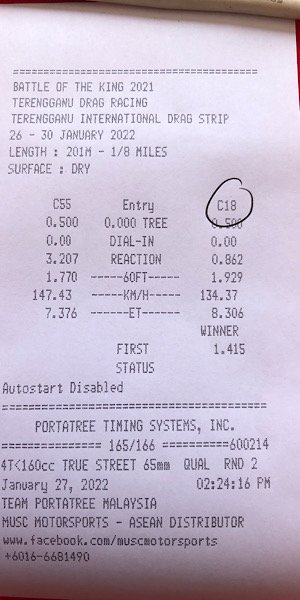 =====================================
BATTLE OF THE KING 2021
TERENGGANU DRAG RACING
TERENGGANU INTERNATIONAL DRAG STRIP
26 - 30 JANUARY 2022
LENGTH : 201M - 1/8 MILES
SURFACE : DRY
C55 Entry C18
0.500 0.000 TREE 0.500
0.00 DIAL-IN 0.00
3.207 REACTION 0.862
1.770 -----60FT----- 1.929
147.43 -----KM/H----- 134.37
7.376 ------ET------ 8.306
WINNER
FIRST 1.415
STATUS
Autostart Disabled
=====================================
PORTATREE TIMING SYSTEMS, INC.
=============== 165/166 ==========600214
4T<160cc TRUE STREET 65mm QUAL RND 2
January 27, 2022 02:24:16 PM
TEAM PORTATREE MALAYSIA
MUSC MOTORSPORTS - ASEAN DISTRIBUTOR
www.facebook.com/muscmotorsports
+6016-6681490